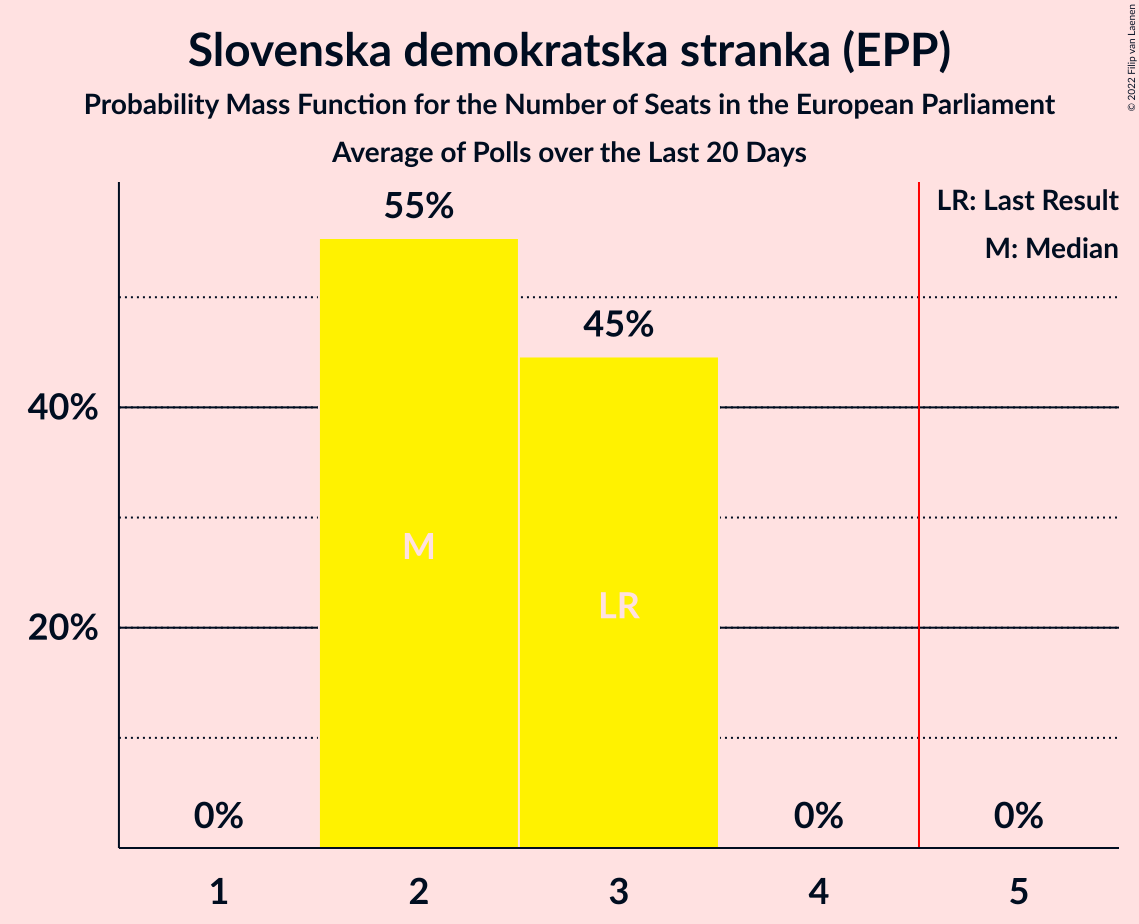 Slovenska demokratska stranka (EPP)
Probability Mass Function for the Number of Seats in the European Parliament
Average of Polls over the Last 20 Days
© 2022 Filip van Laenen
LR: Last Result
M: Median
55%
45%
40%
20%
M
LR
0%
0%
0%
1
2
3
4
5